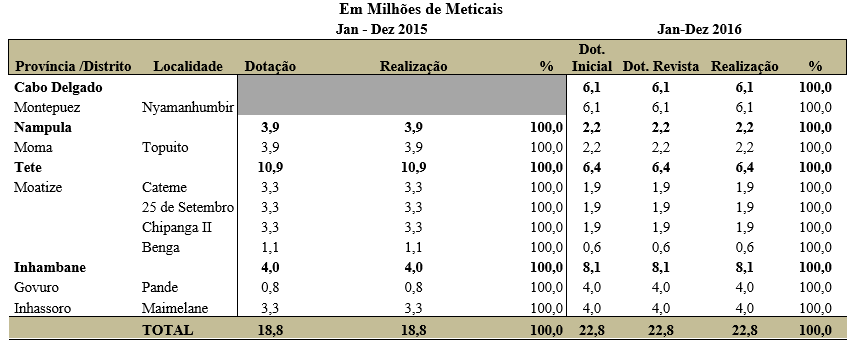 Em Milhões de Meticais
Jan - Dez 2015 Jan-Dez 2016
Província /Distrito Localidade Dotação Realização % Dot. Inicial Dot. Revista Realização %
Cabo Delgado 6,1 6,1 6,1 100,0
Montepuez Nyamanhumbir 6,1 6,1 6,1 100,0
Nampula 3,9 3,9 100,0 2,2 2,2 2,2 100,0
Moma Topuito 3,9 3,9 100,0 2,2 2,2 2,2 100,0
Tete 10,9 10,9 100,0 6,4 6,4 6,4 100,0
Moatize Cateme 3,3 3,3 100,0 1,9 1,9 1,9 100,0
25 de Setembro 3,3 3,3 100,0 1,9 1,9 1,9 100,0
Chipanga II 3,3 3,3 100,0 1,9 1,9 1,9 100,0
Benga 1,1 1,1 100,0 0,6 0,6 0,6 100,0
Inhambane 4,0 4,0 100,0 8,1 8,1 8,1 100,0
Govuro Pande 0,8 0,8 100,0 4,0 4,0 4,0 100,0
Inhassoro Maimelane 3,3 3,3 100,0 4,0 4,0 4,0 100,0
TOTAL 18,8 18,8 100,0 22,8 22,8 22,8 100,0